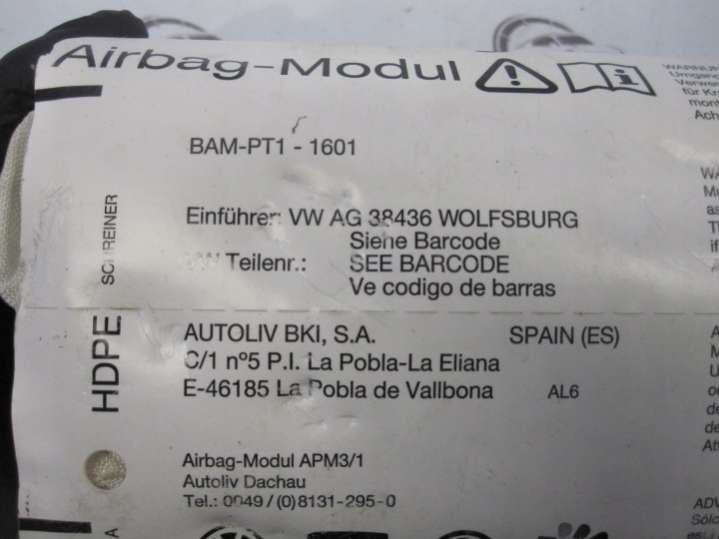 Airbag-Modul
BAM-PT1 - 1601
Einführer: VW AG 38436 WOLFSBURG
Siehe Barcode
Teilenr.: SEE BARCODE
Ve codigo de barras
SCHREINER
HDPE
AUTOLIV BKI, S.A. SPAIN (ES)
C/1 nº5 P.I. La Pobla-La Eliana
E-46185 La Pobla de Vallbona AL6
Airbag-Modul APM3/1
Autoliv Dachau
Tel.: 0049/(0)8131-295-0